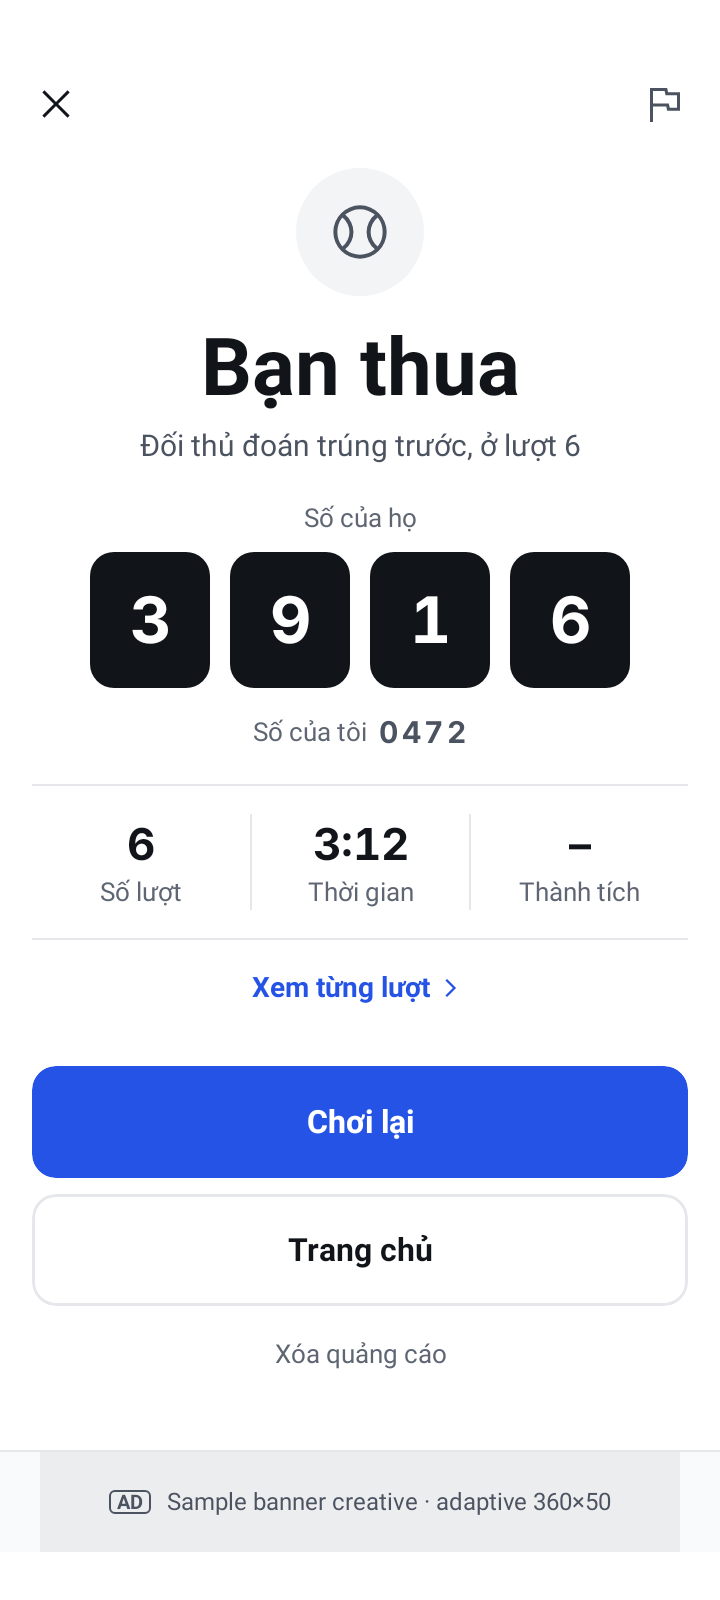 Bạn thua
Đối thủ đoán trúng trước, ở lượt 6
Số của họ
3 9 1 6
Số của tôi 0472
6 3:12 –
Số lượt Thời gian Thành tích
Xem từng lượt
Chơi lại
Trang chủ
Xóa quảng cáo
AD Sample banner creative · adaptive 360×50